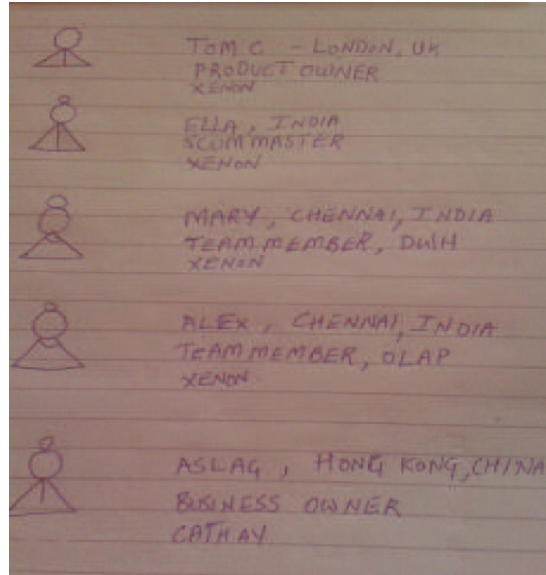 TOM C - LONDON, UK
PRODUCT OWNER
XENON
ELLA, INDIA
SCUM MASTER
XENON
MARY, CHENNAI, INDIA
TEAM MEMBER, DWH
XENON
ALEX, CHENNAI, INDIA
TEAM MEMBER, OLAP
XENON
ASLAG, HONG KONG, CHINA
BUSINESS OWNER
CATHAY